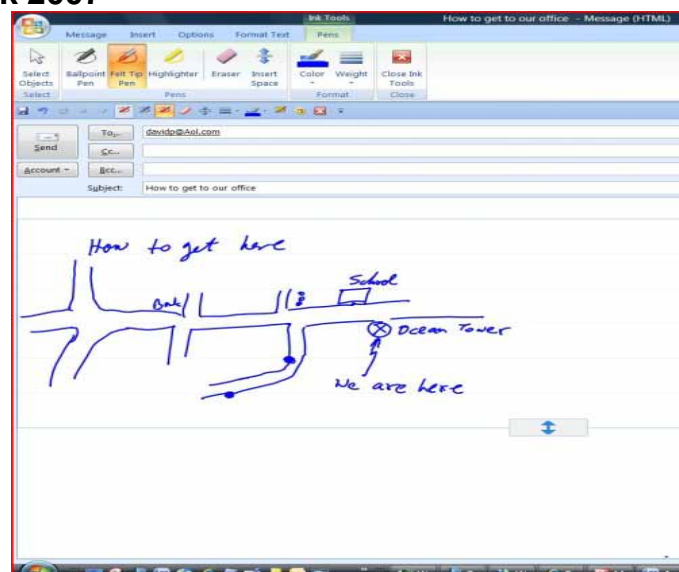 Ink Tools How to get to our office - Message (HTML)
Message Insert Options Format Text Pens
Select Objects Ballpoint Pen Felt Tip Pen Highlighter Eraser Insert Space Color Weight Close Ink Tools
Select Pens Format Close
To... davidp@Aol.com
Send
Cc...
Account Bcc...
Subject: How to get to our office
How to get here
School
Bnk
Ocean Tower
We are here